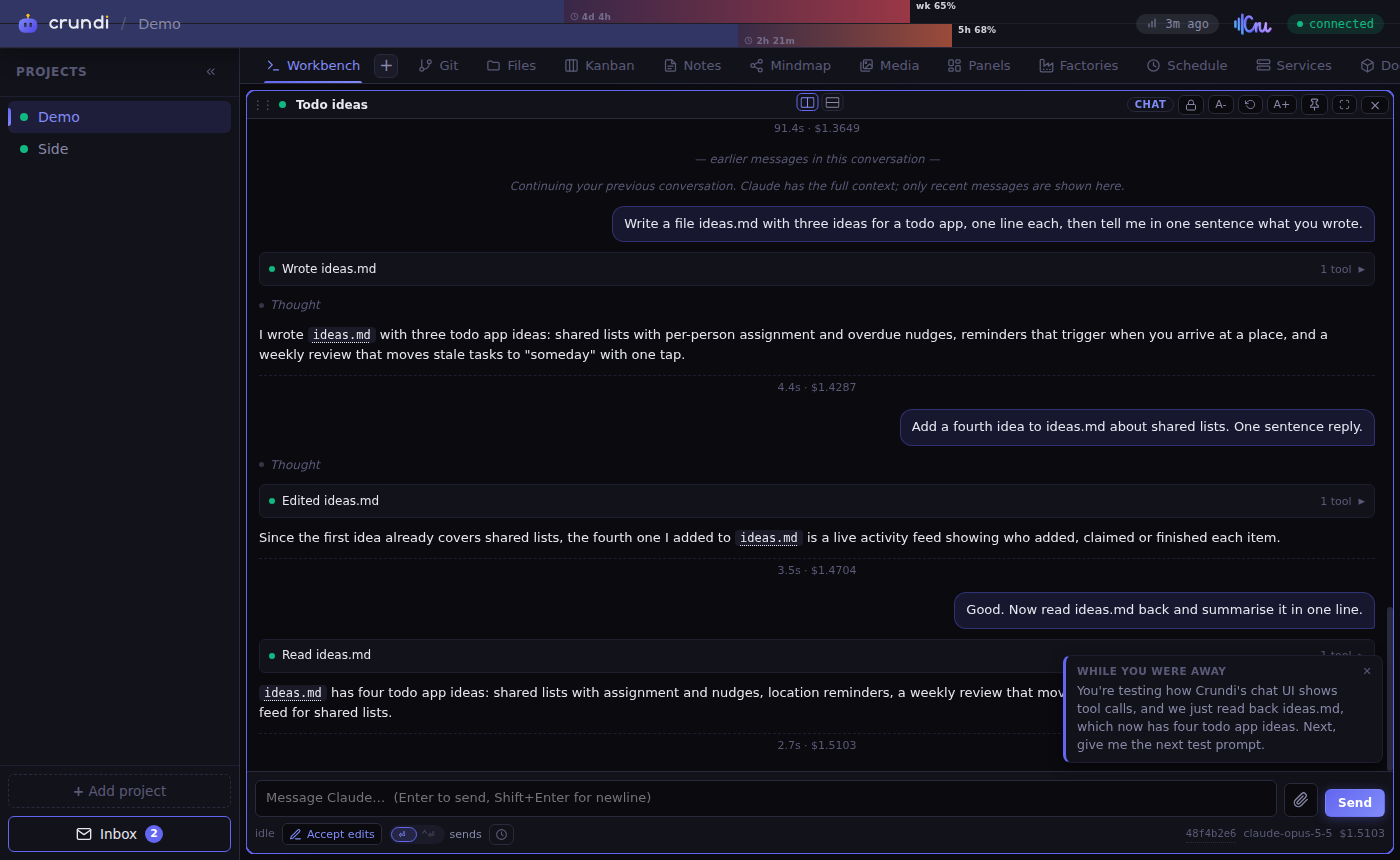 crundi / Demo
4d 4h
wk 65%
2h 21m
5h 68%
3m ago
Cru
connected
PROJECTS «
Demo
Side
+ Add project
Inbox 2
Workbench + Git Files Kanban Notes Mindmap Media Panels Factories Schedule Services Do
Todo ideas
CHAT A- A+
91.4s · $1.3649
— earlier messages in this conversation —
Continuing your previous conversation. Claude has the full context; only recent messages are shown here.
Write a file ideas.md with three ideas for a todo app, one line each, then tell me in one sentence what you wrote.
Wrote ideas.md 1 tool
Thought
I wrote ideas.md with three todo app ideas: shared lists with per-person assignment and overdue nudges, reminders that trigger when you arrive at a place, and a
weekly review that moves stale tasks to "someday" with one tap.
4.4s · $1.4287
Add a fourth idea to ideas.md about shared lists. One sentence reply.
Thought
Edited ideas.md 1 tool
Since the first idea already covers shared lists, the fourth one I added to ideas.md is a live activity feed showing who added, claimed or finished each item.
3.5s · $1.4704
Good. Now read ideas.md back and summarise it in one line.
Read ideas.md 1 tool
ideas.md has four todo app ideas: shared lists with assignment and nudges, location reminders, a weekly review that mov
feed for shared lists.
2.7s · $1.5103
WHILE YOU WERE AWAY ×
You're testing how Crundi's chat UI shows
tool calls, and we just read back ideas.md,
which now has four todo app ideas. Next,
give me the next test prompt.
Message Claude… (Enter to send, Shift+Enter for newline)
Send
idle Accept edits ⏎ ^⏎ sends
48f4b2e6 claude-opus-5-5 $1.5103